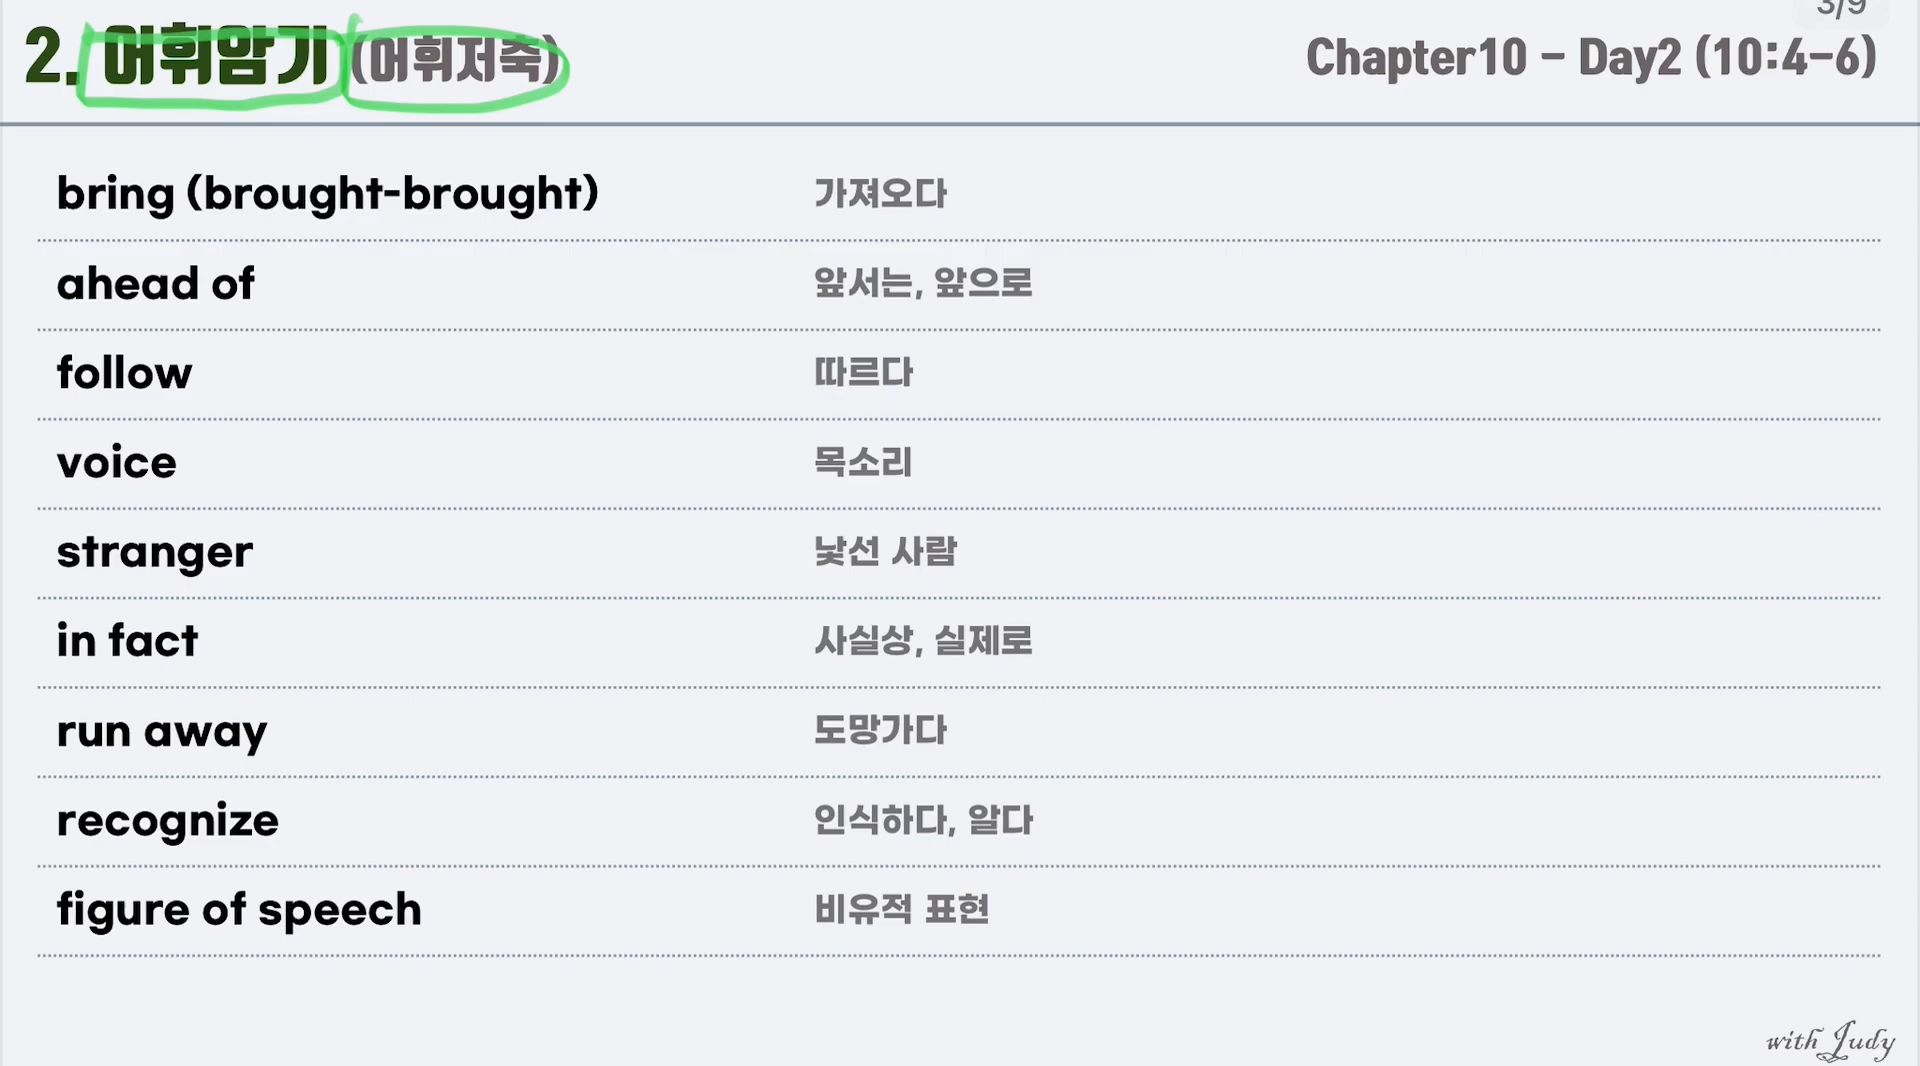 3/9
2. 어휘암기 (어휘저축)
Chapter10 – Day2 (10:4–6)
bring (brought-brought) 가져오다
ahead of 앞서는, 앞으로
follow 따르다
voice 목소리
stranger 낯선 사람
in fact 사실상, 실제로
run away 도망가다
recognize 인식하다, 알다
figure of speech 비유적 표현
with Judy